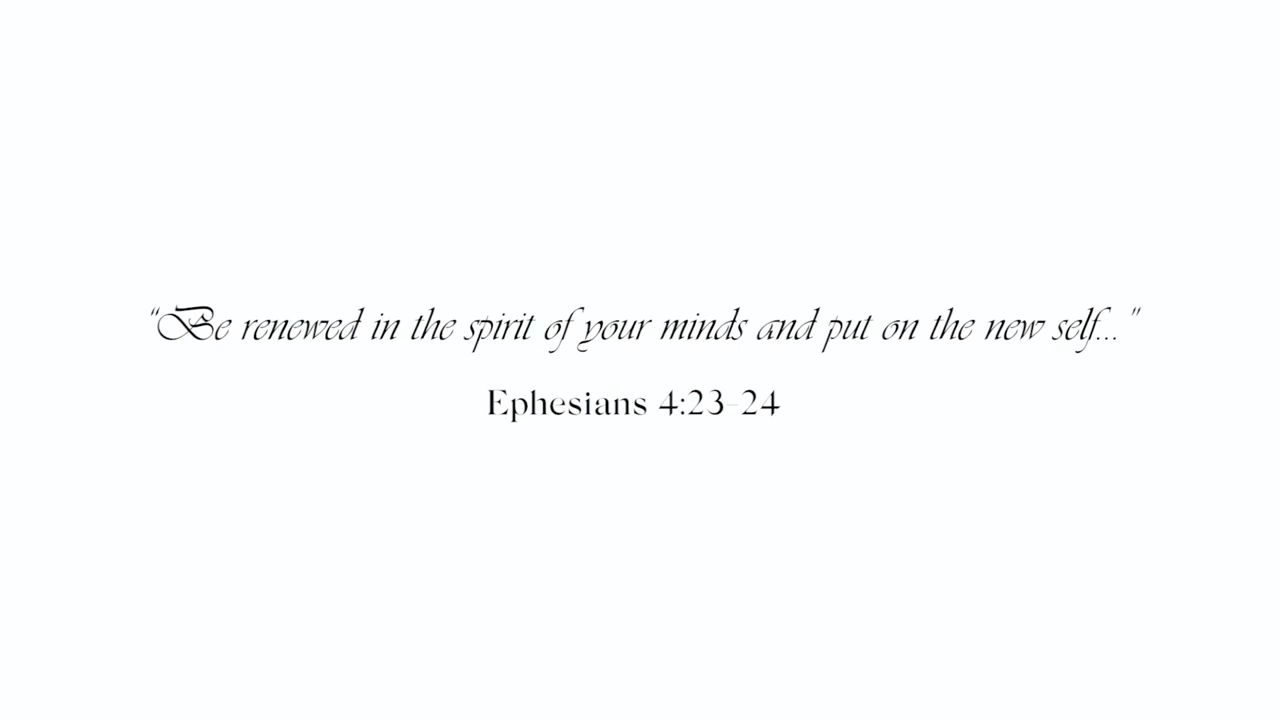 “Be renewed in the spirit of your minds and put on the new self...”
Ephesians 4:23-24